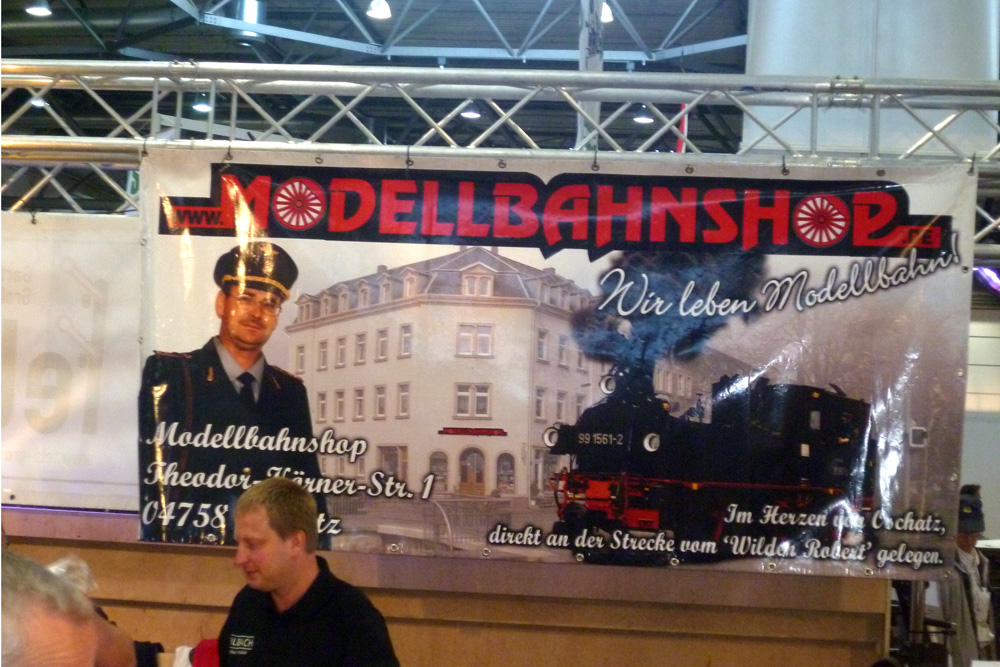 www.MODELLBAHNSHOP.DE
Wir leben Modellbahn!
99 1561-2
Modellbahnshop
Theodor-Körner-Str. 1
04758
Im Herzen von Oschatz,
direkt an der Strecke vom 'Wilden Robert' gelegen.